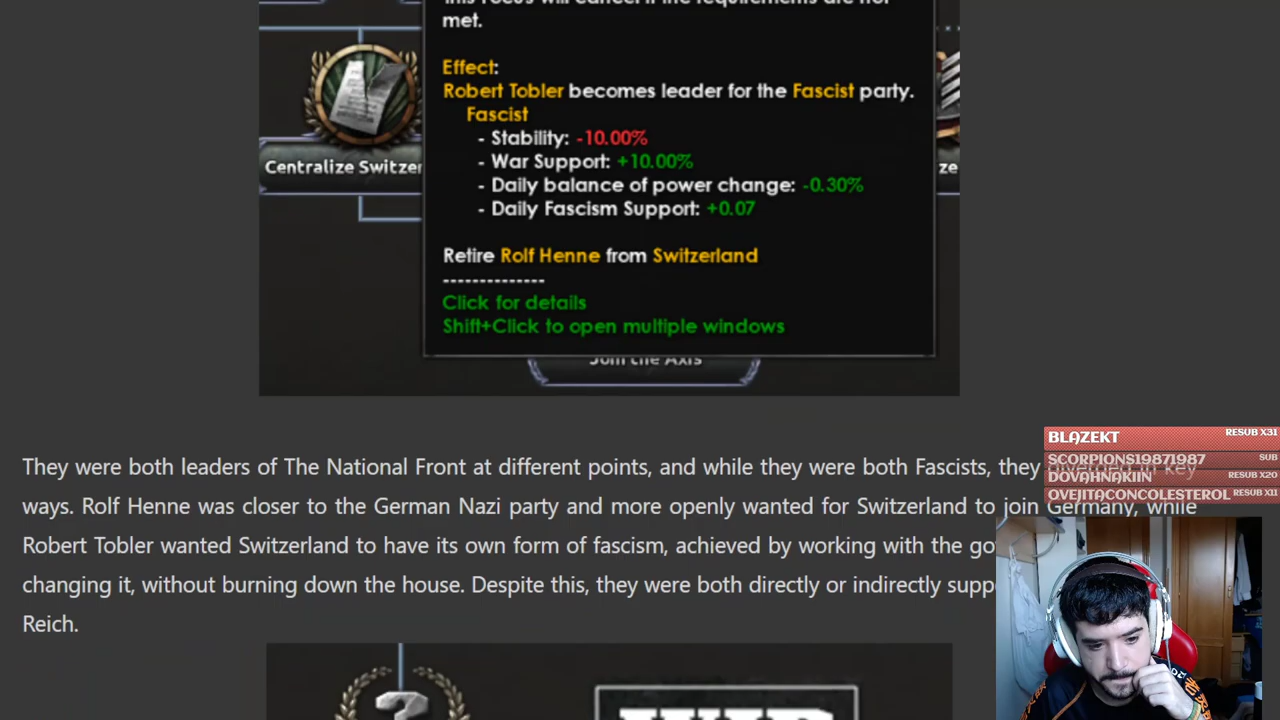 met.
Effect:
Robert Tobler becomes leader for the Fascist party.
Fascist
- Stability: -10.00%
- War Support: +10.00%
- Daily balance of power change: -0.30%
- Daily Fascism Support: +0.07
Retire Rolf Henne from Switzerland
--------------
Click for details
Shift+Click to open multiple windows
Centralize Switzer
ze
Join the Axis
They were both leaders of The National Front at different points, and while they were both Fascists, they diverged in key
ways. Rolf Henne was closer to the German Nazi party and more openly wanted for Switzerland to join Germany, while
Robert Tobler wanted Switzerland to have its own form of fascism, achieved by working with the go
changing it, without burning down the house. Despite this, they were both directly or indirectly supp
Reich.
BLAZEKT RESUB X31
SCORPIONS19871987 SUB
DOVAHNAKIIN RESUB X20
OVEJITACONCOLESTEROL RESUB X11